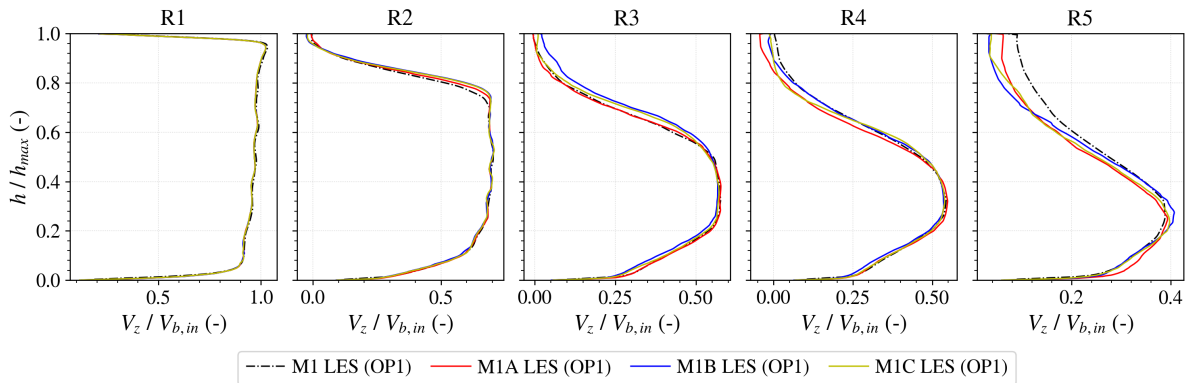 R1 R2 R3 R4 R5
h / h_max (-)
1.0
0.8
0.6
0.4
0.2
0.0
0.5 1.0 0.0 0.5 0.00 0.25 0.50 0.00 0.25 0.50 0.2 0.4
V_z / V_b,in (-) V_z / V_b,in (-) V_z / V_b,in (-) V_z / V_b,in (-) V_z / V_b,in (-)
M1 LES (OP1) M1A LES (OP1) M1B LES (OP1) M1C LES (OP1)